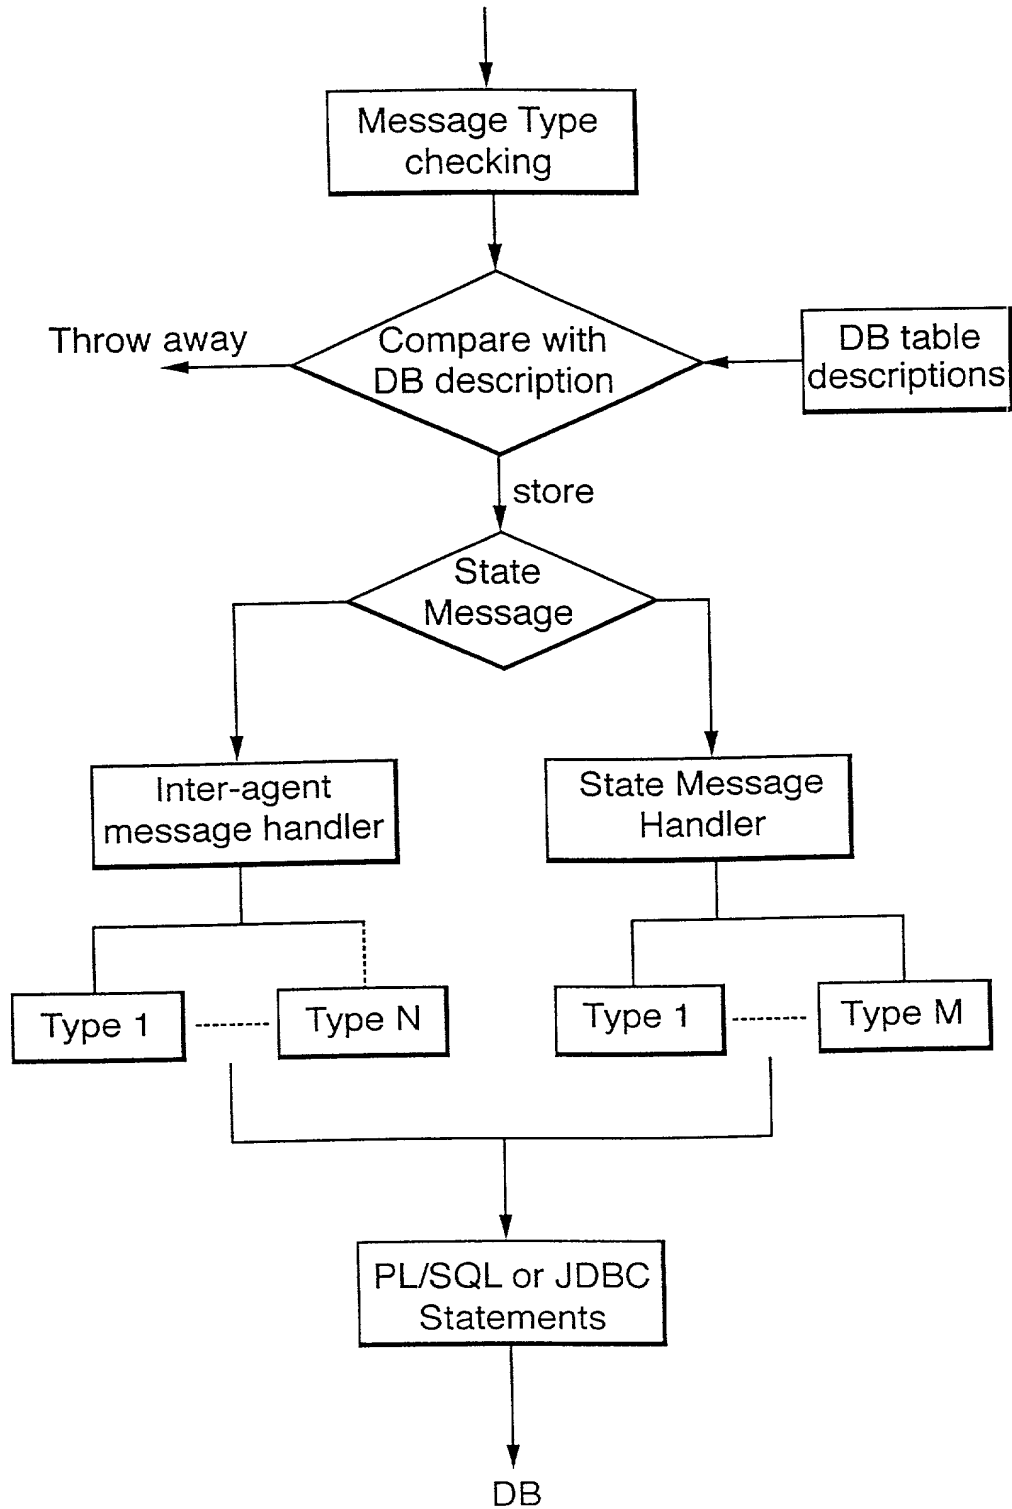 Message Type
checking
Throw away
Compare with
DB description
DB table
descriptions
store
State
Message
Inter-agent
message handler
State Message
Handler
Type 1
Type N
Type 1
Type M
PL/SQL or JDBC
Statements
DB